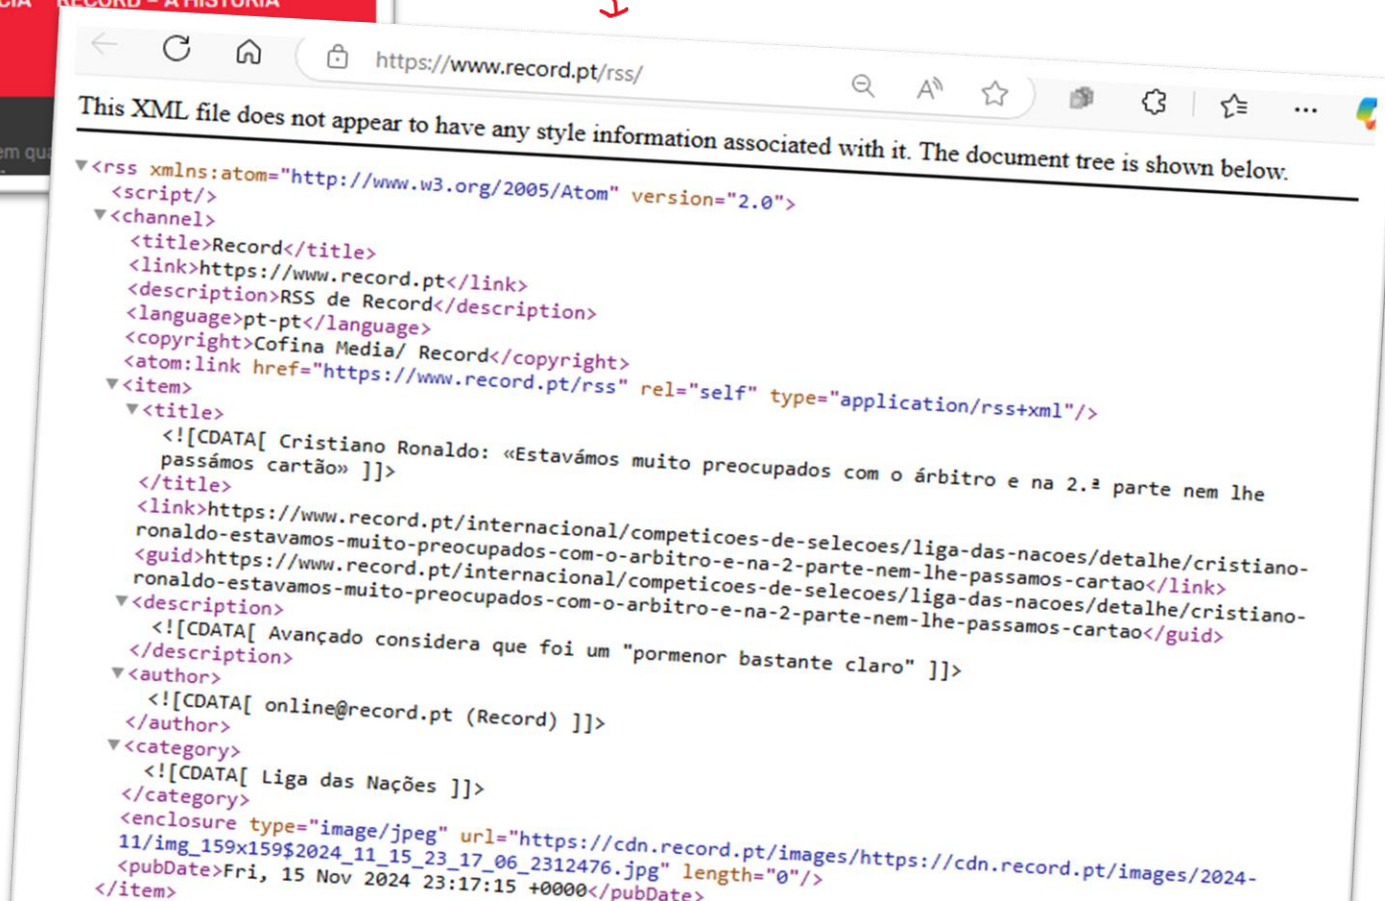 RECORD – A HISTÓRIA
em qua
https://www.record.pt/rss/
This XML file does not appear to have any style information associated with it. The document tree is shown below.
▼<rss xmlns:atom="http://www.w3.org/2005/Atom" version="2.0">
<script/>
▼<channel>
<title>Record</title>
<link>https://www.record.pt</link>
<description>RSS de Record</description>
<language>pt-pt</language>
<copyright>Cofina Media/ Record</copyright>
<atom:link href="https://www.record.pt/rss" rel="self" type="application/rss+xml"/>
▼<item>
▼<title>
<![CDATA[ Cristiano Ronaldo: «Estavámos muito preocupados com o árbitro e na 2.ª parte nem lhe
passámos cartão» ]]>
</title>
<link>https://www.record.pt/internacional/competicoes-de-selecoes/liga-das-nacoes/detalhe/cristiano-
ronaldo-estavamos-muito-preocupados-com-o-arbitro-e-na-2-parte-nem-lhe-passamos-cartao</link>
<guid>https://www.record.pt/internacional/competicoes-de-selecoes/liga-das-nacoes/detalhe/cristiano-
ronaldo-estavamos-muito-preocupados-com-o-arbitro-e-na-2-parte-nem-lhe-passamos-cartao</guid>
▼<description>
<![CDATA[ Avançado considera que foi um "pormenor bastante claro" ]]>
</description>
▼<author>
<![CDATA[ online@record.pt (Record) ]]>
</author>
▼<category>
<![CDATA[ Liga das Nações ]]>
</category>
<enclosure type="image/jpeg" url="https://cdn.record.pt/images/https://cdn.record.pt/images/2024-
11/img_159x159$2024_11_15_23_17_06_2312476.jpg" length="0"/>
<pubDate>Fri, 15 Nov 2024 23:17:15 +0000</pubDate>
</item>